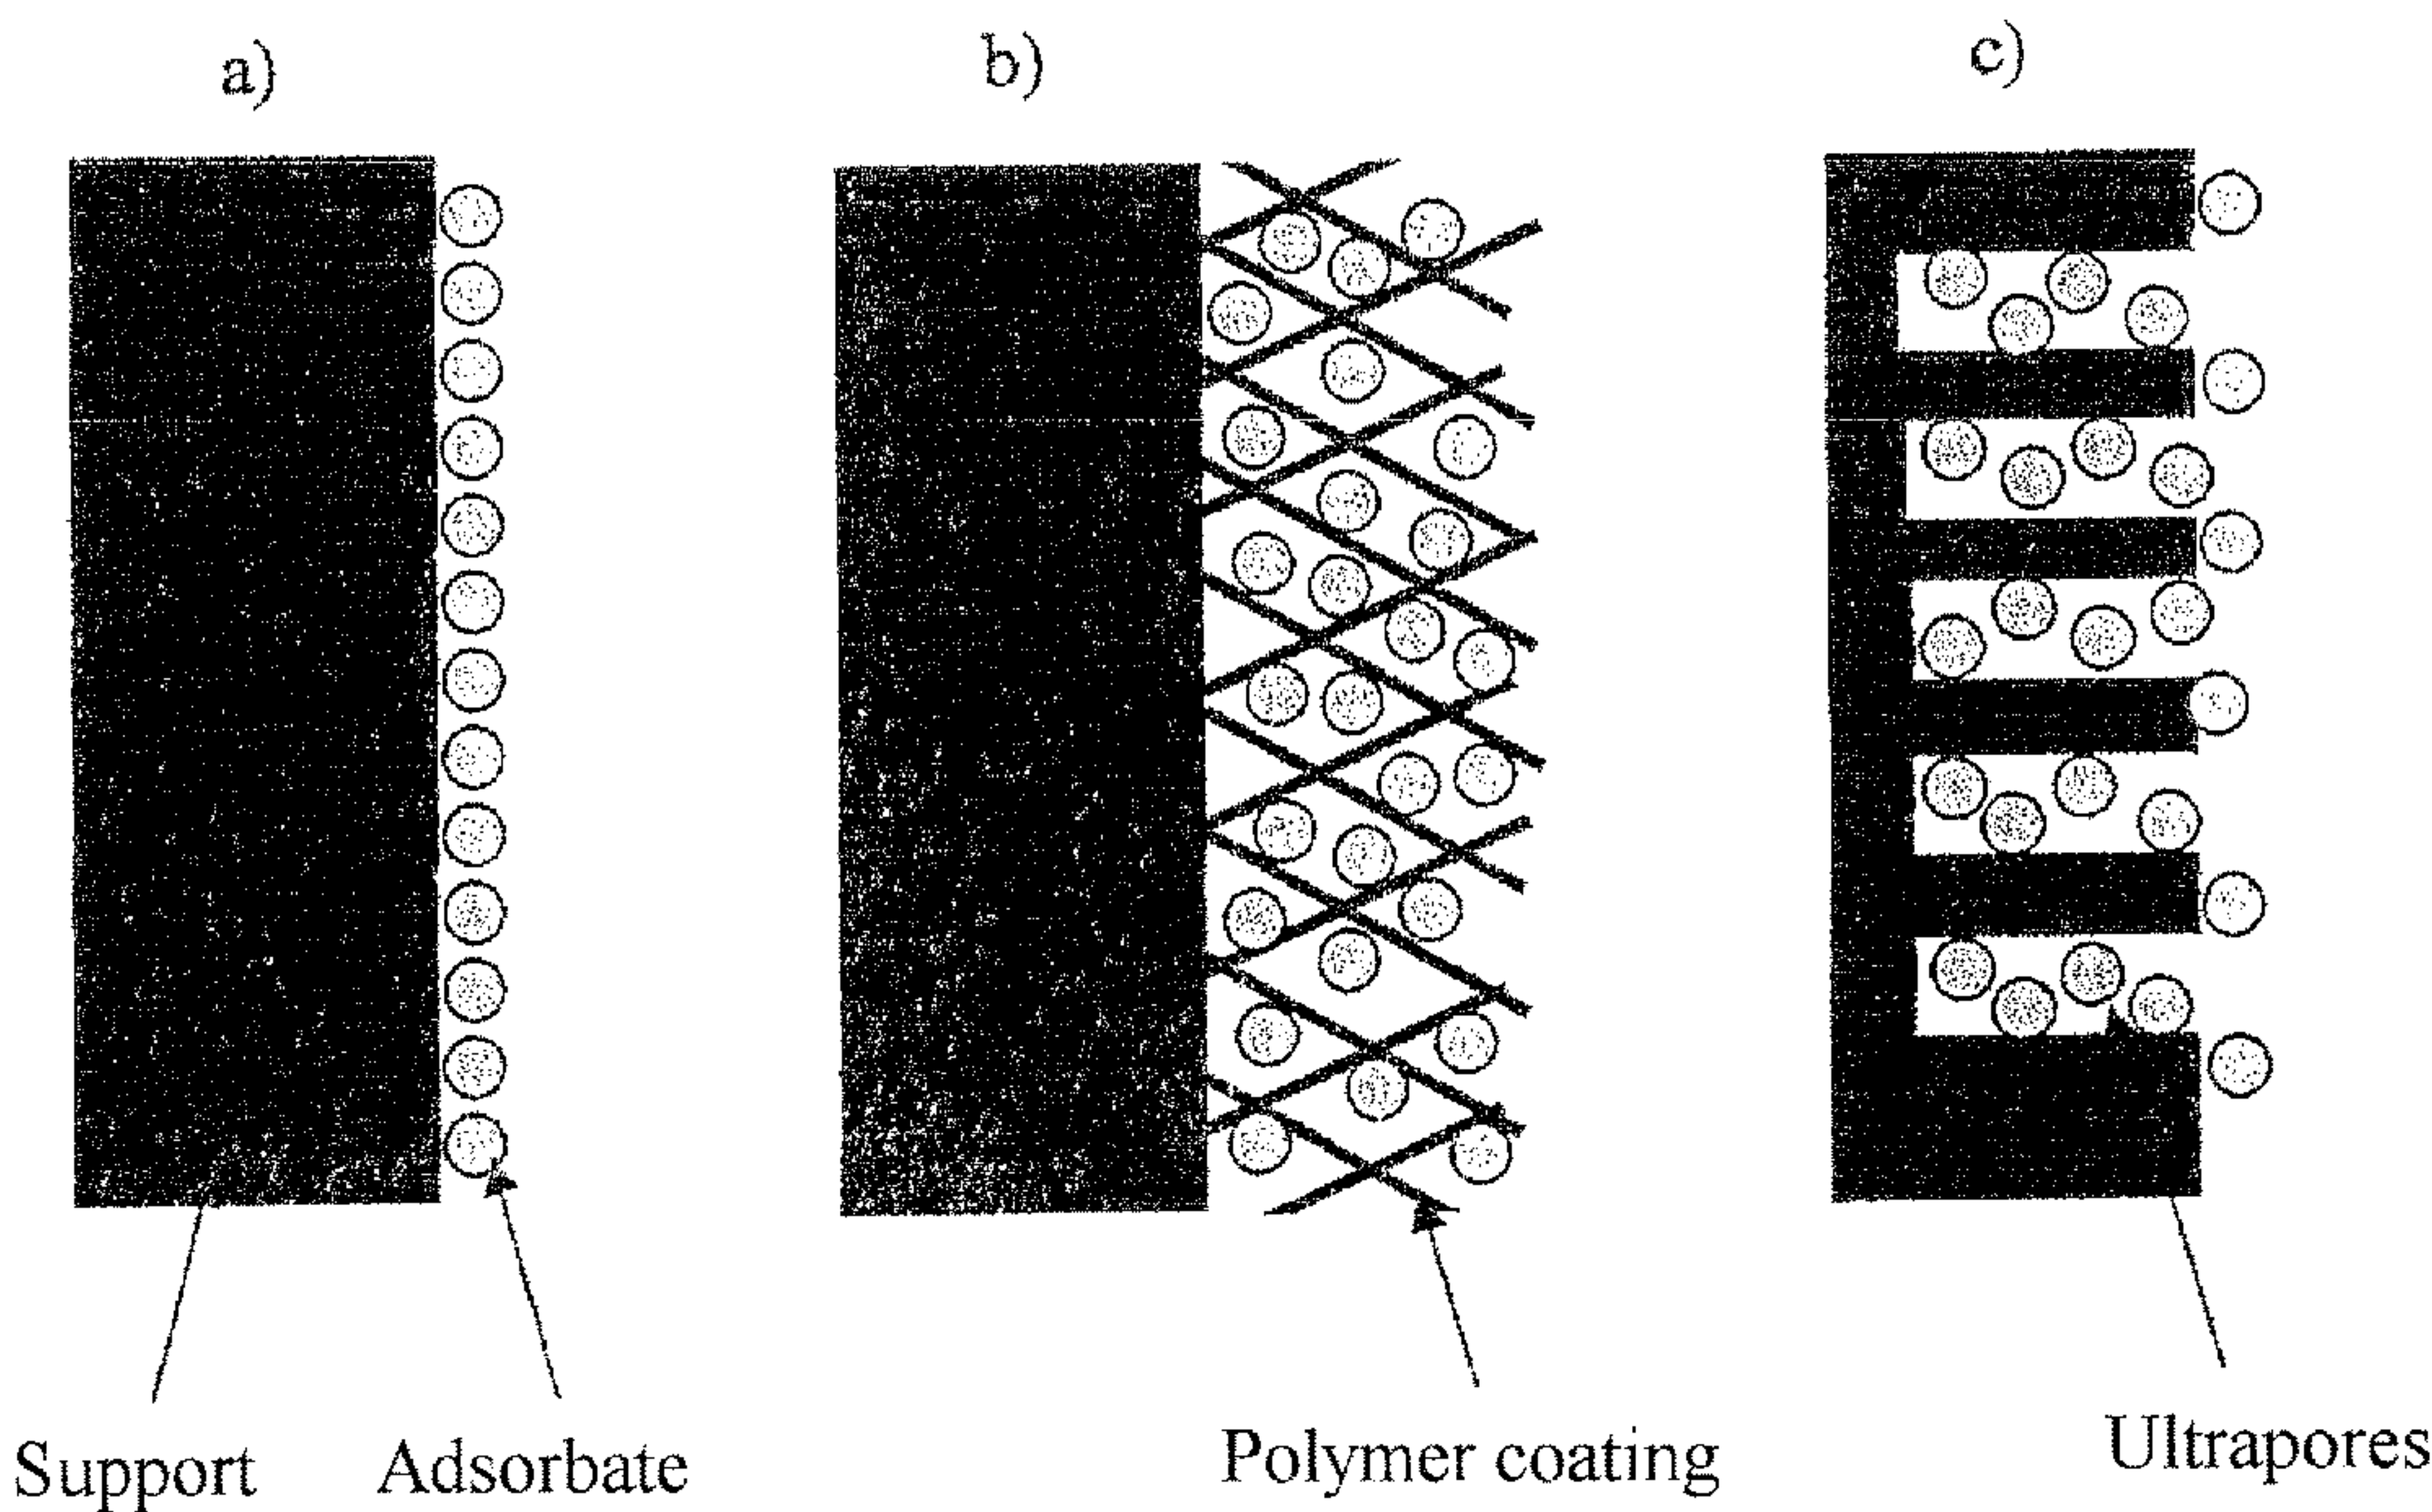 a)
b)
c)
Support
Adsorbate
Polymer coating
Ultrapores